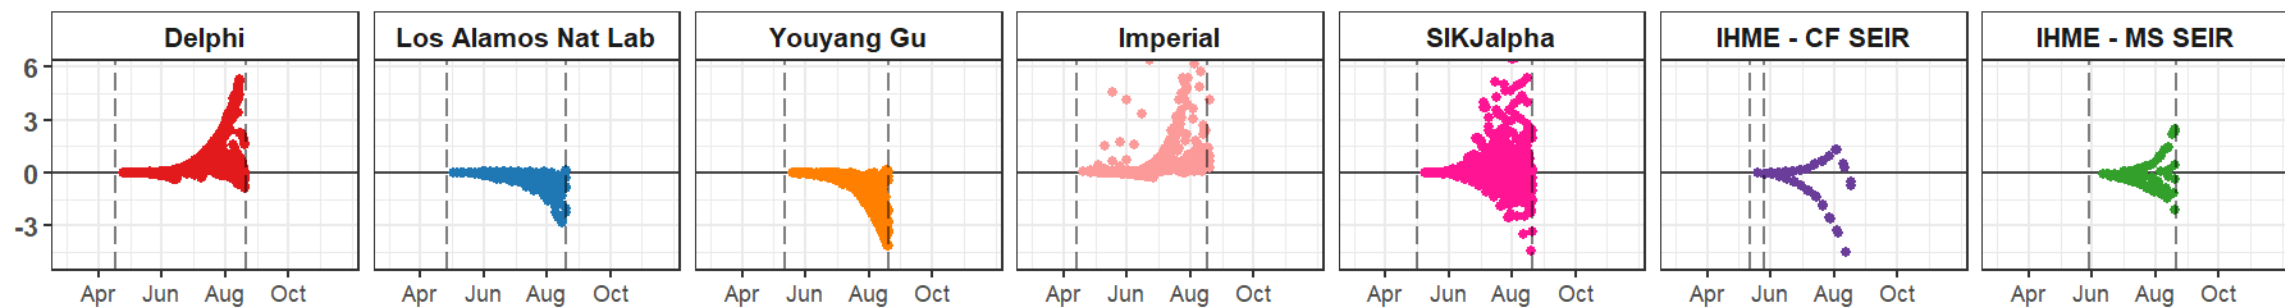 Delphi Los Alamos Nat Lab Youyang Gu Imperial SIKJalpha IHME - CF SEIR IHME - MS SEIR
6
3
0
-3
Apr Jun Aug Oct Apr Jun Aug Oct Apr Jun Aug Oct Apr Jun Aug Oct Apr Jun Aug Oct Apr Jun Aug Oct Apr Jun Aug Oct